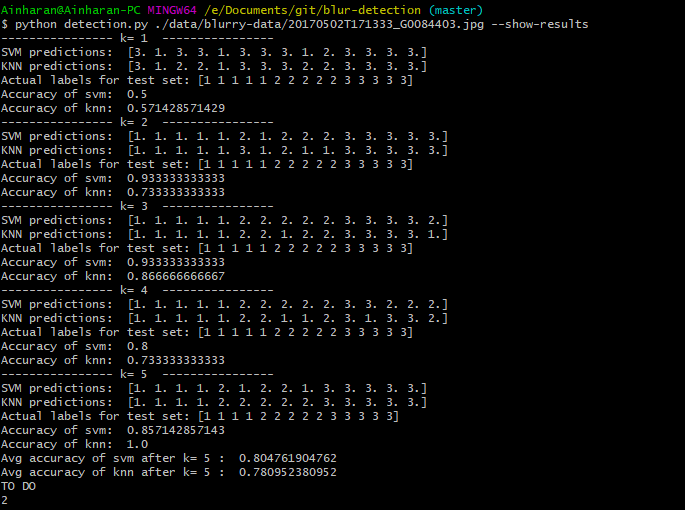 Ainharan@Ainharan-PC MINGW64 /e/Documents/git/blur-detection (master)
$ python detection.py ./data/blurry-data/20170502T171333_G0084403.jpg --show-results
---------------- k= 1  ----------------
SVM predictions:  [3. 1. 3. 3. 1. 3. 3. 3. 1. 2. 3. 3. 3. 3.]
KNN predictions:  [3. 1. 2. 2. 1. 3. 3. 3. 2. 2. 3. 3. 3. 3.]
Actual labels for test set: [1 1 1 1 1 2 2 2 2 3 3 3 3 3]
Accuracy of svm:  0.5
Accuracy of knn:  0.571428571429
---------------- k= 2  ----------------
SVM predictions:  [1. 1. 1. 1. 1. 2. 1. 2. 2. 2. 3. 3. 3. 3. 3.]
KNN predictions:  [1. 1. 1. 1. 1. 3. 1. 2. 1. 1. 3. 3. 3. 3. 3.]
Actual labels for test set: [1 1 1 1 1 2 2 2 2 2 3 3 3 3 3]
Accuracy of svm:  0.933333333333
Accuracy of knn:  0.733333333333
---------------- k= 3  ----------------
SVM predictions:  [1. 1. 1. 1. 1. 2. 2. 2. 2. 2. 3. 3. 3. 3. 2.]
KNN predictions:  [1. 1. 1. 1. 1. 2. 2. 1. 2. 2. 3. 3. 3. 3. 1.]
Actual labels for test set: [1 1 1 1 1 2 2 2 2 2 3 3 3 3 3]
Accuracy of svm:  0.933333333333
Accuracy of knn:  0.866666666667
---------------- k= 4  ----------------
SVM predictions:  [1. 1. 1. 1. 1. 2. 2. 2. 2. 2. 3. 3. 2. 2. 2.]
KNN predictions:  [1. 1. 1. 1. 1. 2. 2. 1. 1. 2. 3. 1. 3. 3. 2.]
Actual labels for test set: [1 1 1 1 1 2 2 2 2 2 3 3 3 3 3]
Accuracy of svm:  0.8
Accuracy of knn:  0.733333333333
---------------- k= 5  ----------------
SVM predictions:  [1. 1. 1. 1. 2. 1. 2. 2. 1. 3. 3. 3. 3. 3.]
KNN predictions:  [1. 1. 1. 1. 2. 2. 2. 2. 2. 3. 3. 3. 3. 3.]
Actual labels for test set: [1 1 1 1 2 2 2 2 2 3 3 3 3 3]
Accuracy of svm:  0.857142857143
Accuracy of knn:  1.0
Avg accuracy of svm after k= 5 :  0.804761904762
Avg accuracy of knn after k= 5 :  0.780952380952
TO DO
2